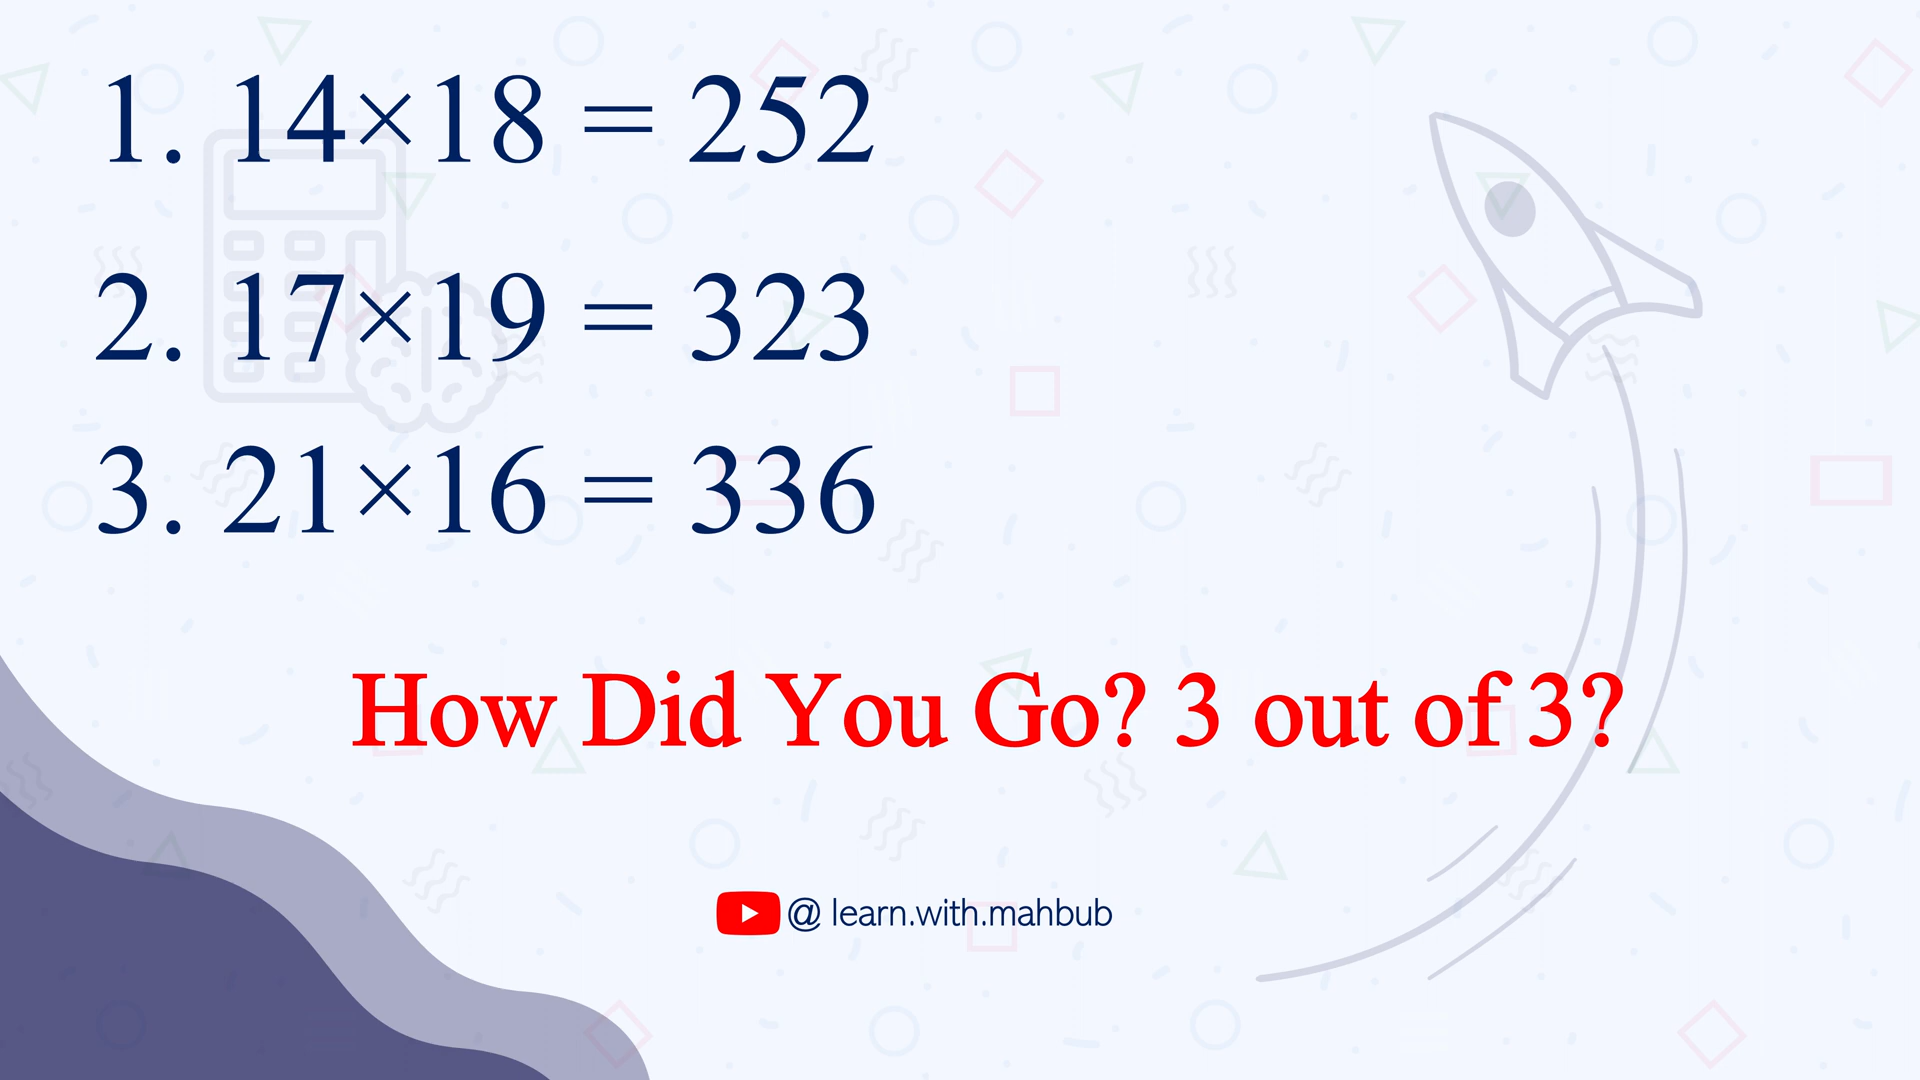 1. 14×18 = 252
2. 17×19 = 323
3. 21×16 = 336
How Did You Go? 3 out of 3?
@ learn.with.mahbub